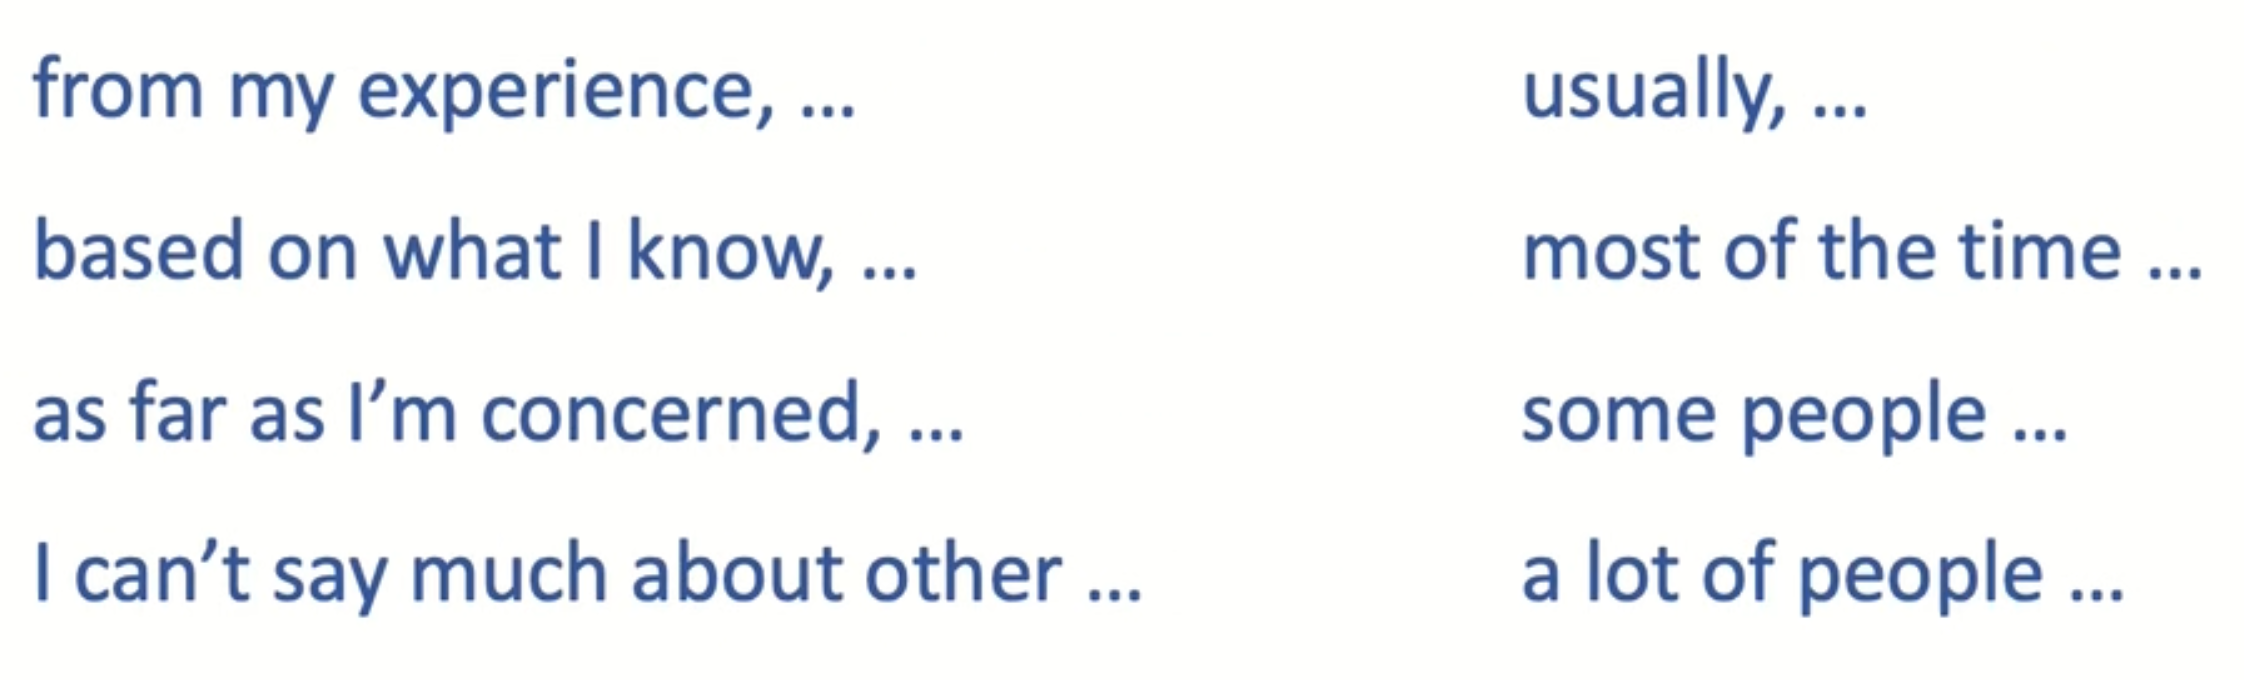 from my experience, ...
based on what I know, ...
as far as I’m concerned, ...
I can’t say much about other ...
usually, ...
most of the time ...
some people ...
a lot of people ...